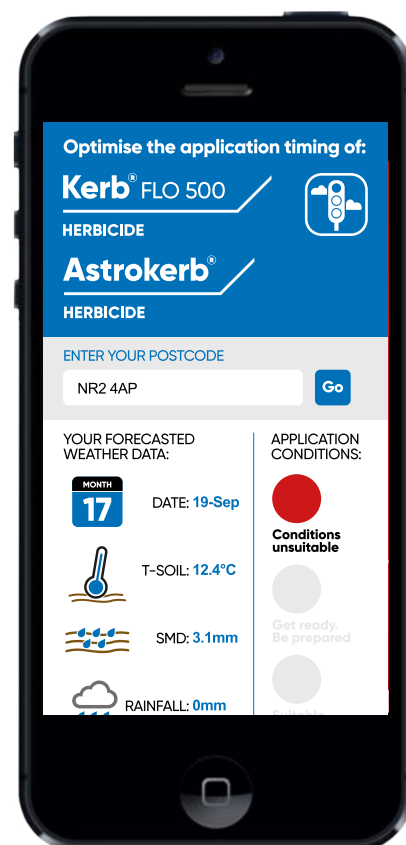 Optimise the application timing of:
Kerb® FLO 500
HERBICIDE
Astrokerb®
HERBICIDE
ENTER YOUR POSTCODE
NR2 4AP
Go
YOUR FORECASTED
WEATHER DATA:
MONTH
17
DATE: 19-Sep
T-SOIL: 12.4°C
SMD: 3.1mm
RAINFALL: 0mm
APPLICATION
CONDITIONS:
Conditions
unsuitable
Get ready.
Be prepared
Suitable